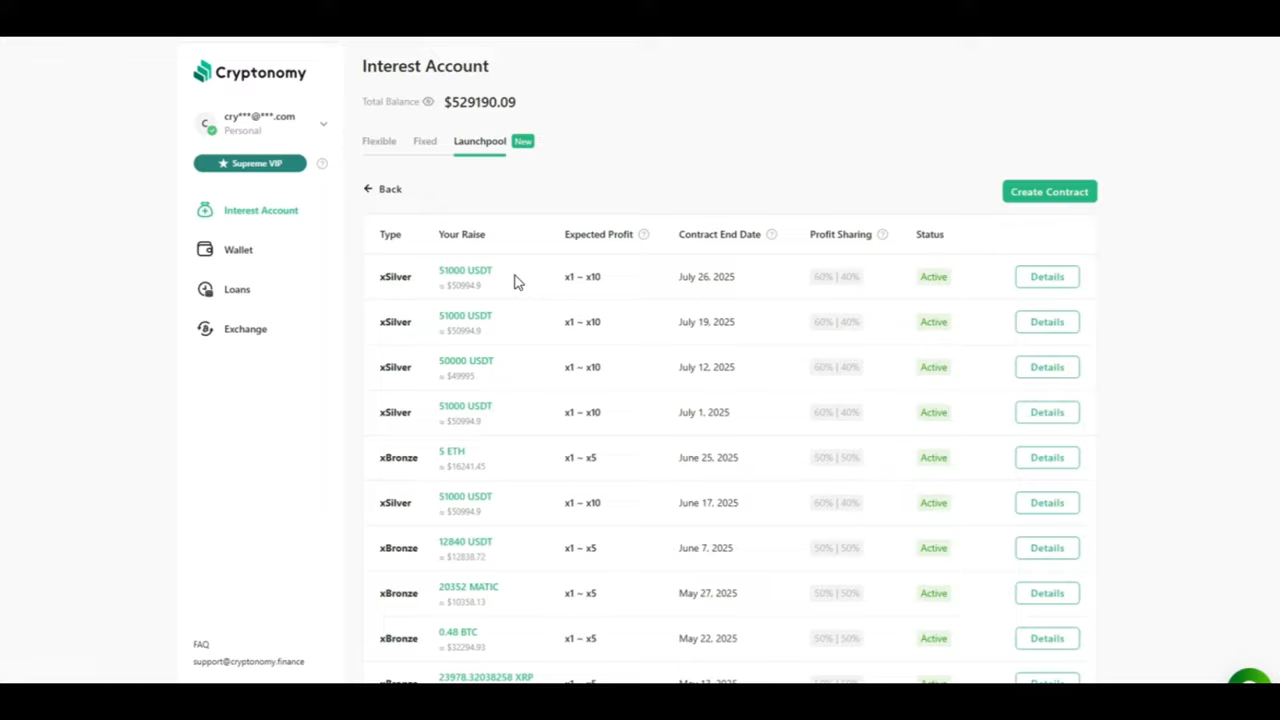 Cryptonomy
C
cry***@***.com
Personal
★ Supreme VIP
Interest Account
Wallet
Loans
Exchange
FAQ
support@cryptonomy.finance
Interest Account
Total Balance $529190.09
Flexible Fixed Launchpool New
← Back
Create Contract
Type Your Raise Expected Profit Contract End Date Profit Sharing Status
xSilver 51000 USDT x1 ~ x10 July 26, 2025 60% | 40% Active Details
≈ $50994.9
xSilver 51000 USDT x1 ~ x10 July 19, 2025 60% | 40% Active Details
≈ $50994.9
xSilver 50000 USDT x1 ~ x10 July 12, 2025 60% | 40% Active Details
≈ $49995
xSilver 51000 USDT x1 ~ x10 July 1, 2025 60% | 40% Active Details
≈ $50994.9
xBronze 5 ETH x1 ~ x5 June 25, 2025 50% | 50% Active Details
≈ $16241.45
xSilver 51000 USDT x1 ~ x10 June 17, 2025 60% | 40% Active Details
≈ $50994.9
xBronze 12840 USDT x1 ~ x5 June 7, 2025 50% | 50% Active Details
≈ $12838.72
xBronze 20352 MATIC x1 ~ x5 May 27, 2025 50% | 50% Active Details
≈ $10358.13
xBronze 0.48 BTC x1 ~ x5 May 22, 2025 50% | 50% Active Details
≈ $32294.93
23978.32038258 XRP